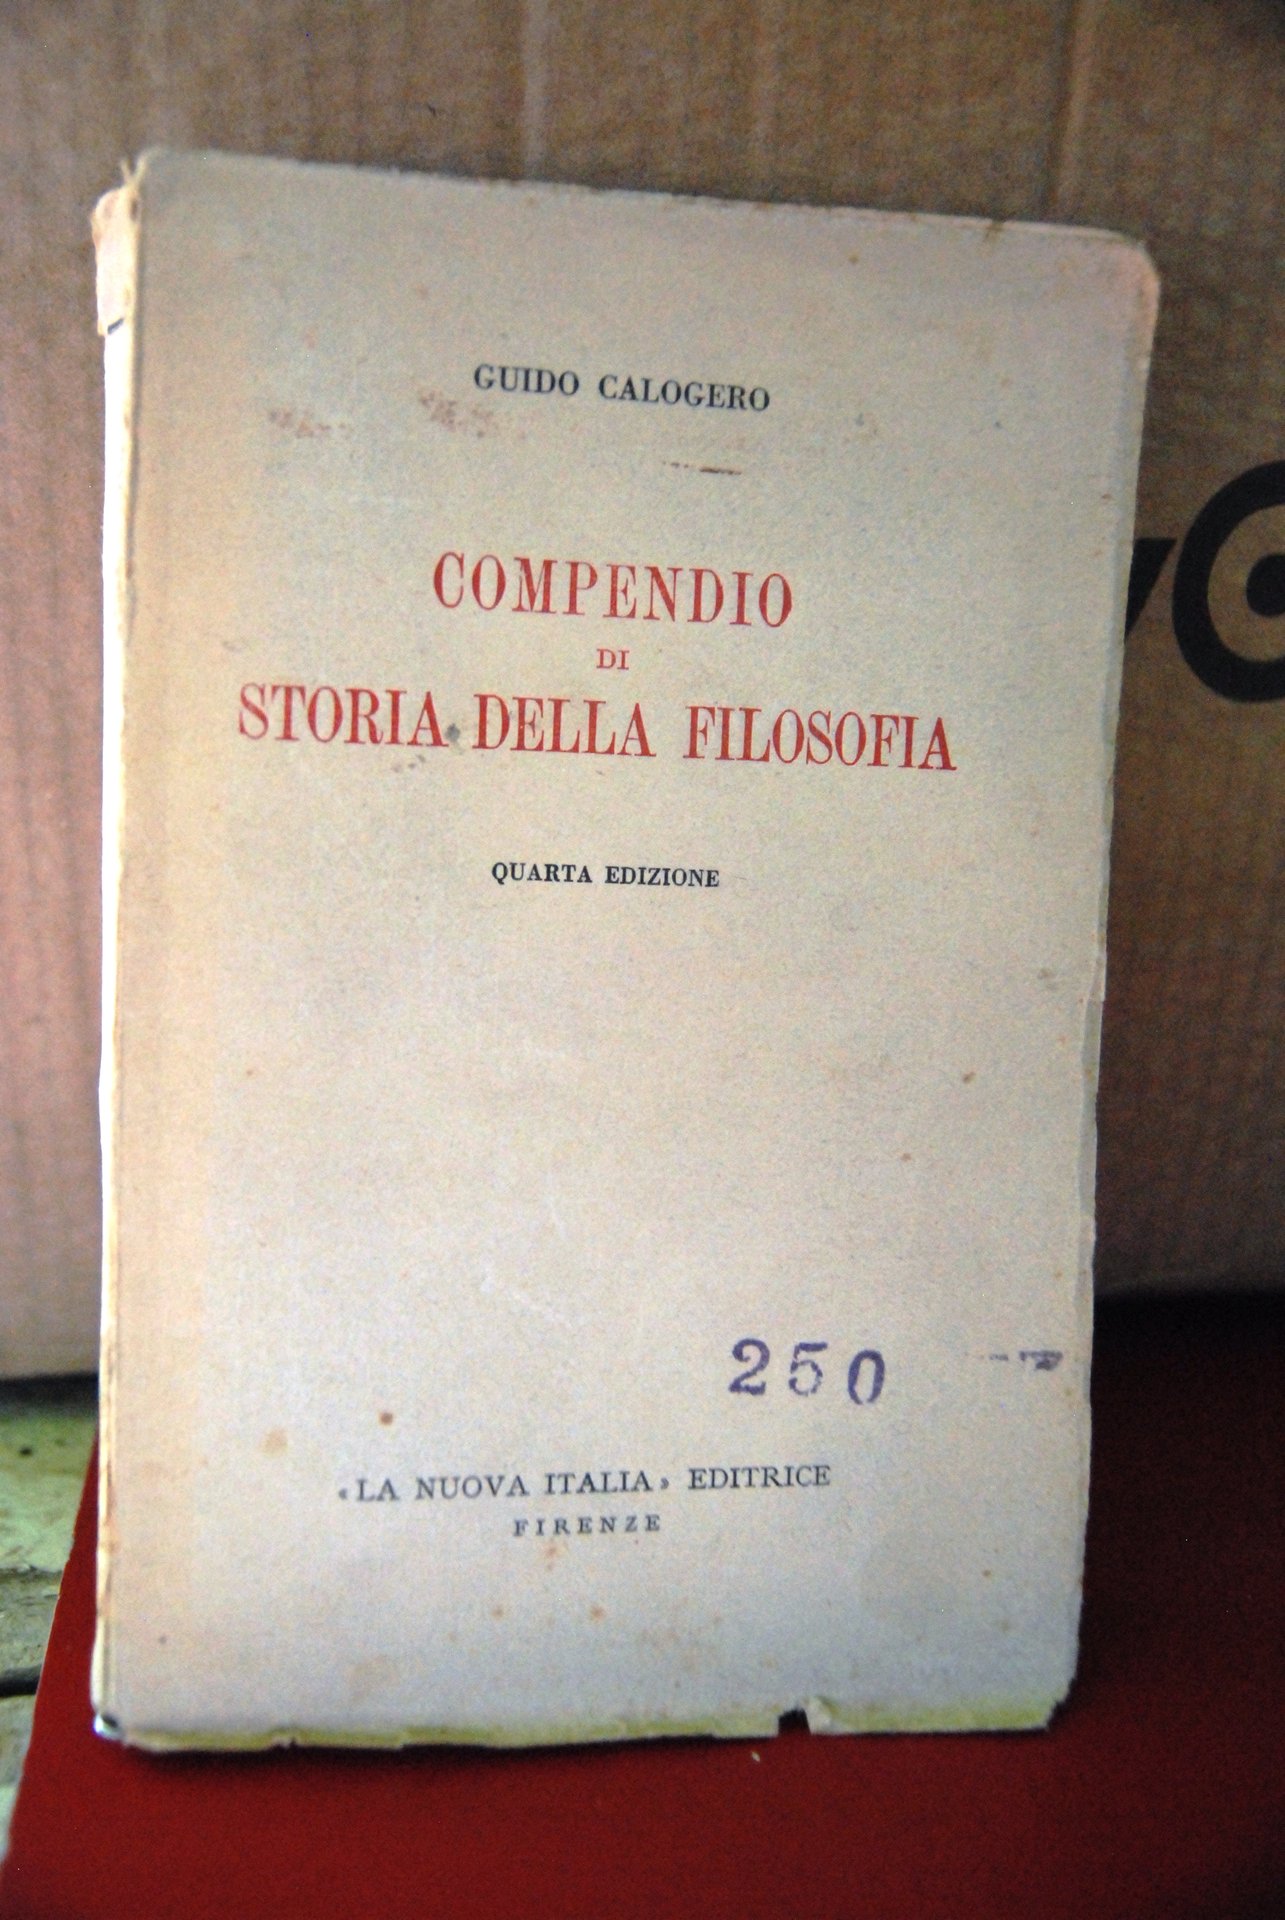 GUIDO CALOGERO
COMPENDIO
DI
STORIA DELLA FILOSOFIA
QUARTA EDIZIONE
250
«LA NUOVA ITALIA» EDITRICE
FIRENZE